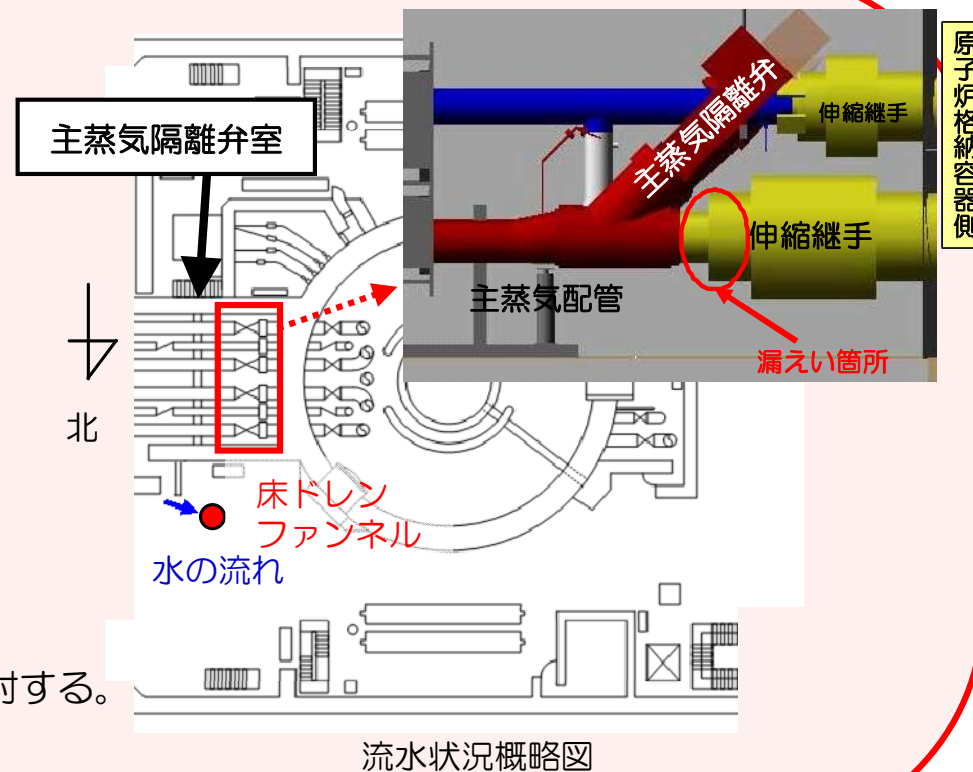 主蒸気隔離弁室
主蒸気隔離弁
伸縮継手
原子炉格納容器側
伸縮継手
主蒸気配管
漏えい箇所
北
床ドレン
ファンネル
水の流れ
討する。
流水状況概略図